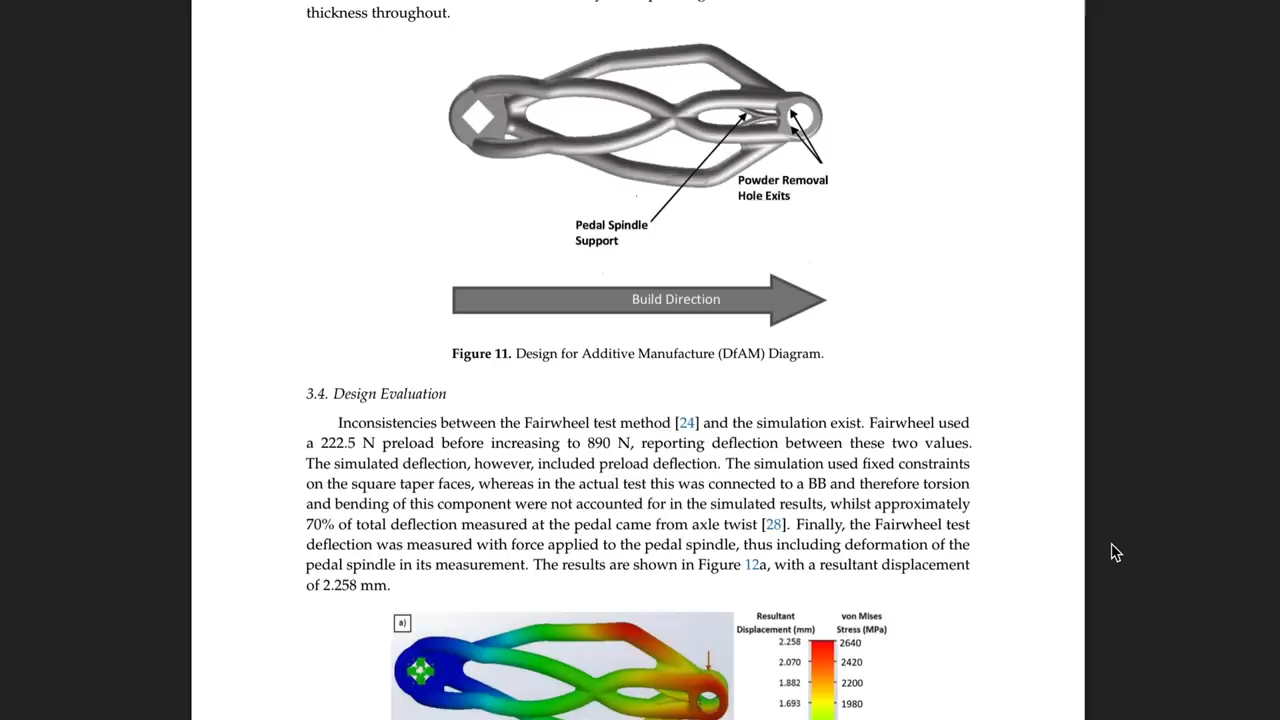 thickness throughout.
Powder Removal
Hole Exits
Pedal Spindle
Support
Build Direction
Figure 11. Design for Additive Manufacture (DfAM) Diagram.
3.4. Design Evaluation
Inconsistencies between the Fairwheel test method [24] and the simulation exist. Fairwheel used
a 222.5 N preload before increasing to 890 N, reporting deflection between these two values.
The simulated deflection, however, included preload deflection. The simulation used fixed constraints
on the square taper faces, whereas in the actual test this was connected to a BB and therefore torsion
and bending of this component were not accounted for in the simulated results, whilst approximately
70% of total deflection measured at the pedal came from axle twist [28]. Finally, the Fairwheel test
deflection was measured with force applied to the pedal spindle, thus including deformation of the
pedal spindle in its measurement. The results are shown in Figure 12a, with a resultant displacement
of 2.258 mm.
a)
Resultant von Mises
Displacement (mm) Stress (MPa)
2.258 2640
2.070 2420
1.882 2200
1.693 1980